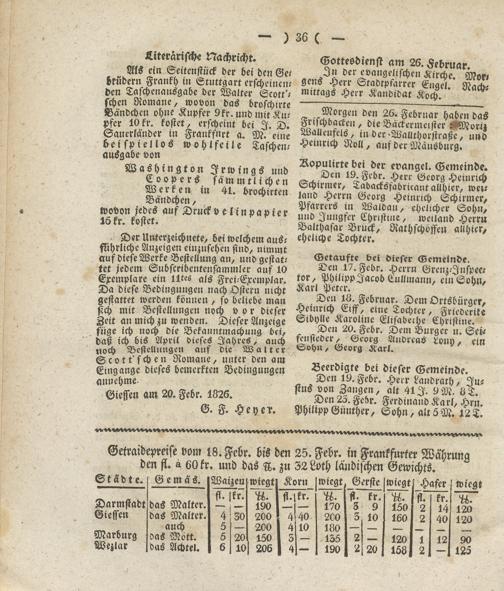 — ) 36 ( —
Literärische Nachricht.
Als ein Seitenstück der bei den Ge-
brüdern Frankh in Stuttgart erscheinen-
den Taschenausgabe der Walter Scott'-
schen Romane, wovon das broschirte
Bändchen ohne Kupfer 9 kr. und mit Ku-
pfer 10 kr. kostet, erscheint bei J. D.
Sauerländer in Frankfurt a. M. eine
beispiellos wohlfeile Taschen-
ausgabe von
Washington Irwings und
Coopers sämmtlichen
Werken in 41. brochirten
Bändchen,
wovon jedes auf Druckvelinpapier
15 kr. kostet.
Der Unterzeichnete, bei welchem aus-
führliche Anzeigen einzusehen sind, nimmt
auf diese Werke Bestellung an, und gestat-
tet jedem Subscribentensammler auf 10
Exemplare ein 11tes als Frei-Exemplar.
Da diese Bedingungen nach Ostern nicht
gestattet werden können, so beliebe man
sich mit Bestellungen noch vor dieser
Zeit an mich zu wenden. Dieser Anzeige
füge ich noch die Bekanntmachung bei,
daß ich bis April dieses Jahres, auch
noch Bestellungen auf die Walter
Scott'schen Romane, unter den am
Eingange dieses bemerkten Bedingungen
annehme
Giessen am 20. Febr. 1826.
G. F. Heyer.
Gottesdienst am 26. Februar.
In der evangelischen Kirche. Mor-
gens Herr Stadtpfarrer Engel. Nach-
mittags Herr Kandidat Koch.
Morgen den 26. Februar haben das
Frischbacken, die Bäckermeister Moriz
Wallenfels, in der Wallthorstraße, und
Heinrich Noll, auf der Mäusburg.
Kopulirte bei der evangel. Gemeinde.
Den 19. Febr. Herr Georg Heinrich
Schirmer, Tabacksfabricant allhier, wei-
land Herrn Georg Heinrich Schirmer,
Pfarrers in Waldau, ehelicher Sohn,
und Jungfer Christine, weiland Herrn
Balthasar Bruck, Rathschöffen allhier,
eheliche Tochter.
Getaufte bei dieser Gemeinde.
Den 17. Febr. Herrn Grenz-Inspec-
tor, Philipp Jacob Cullmann, ein Sohn,
Karl Peter.
Den 18. Februar. Dem Ortsbürger,
Heinrich Eiff, eine Tochter, Friederike
Sibylle Karoline Elisabethe Christine.
Den 20. Febr. Dem Burger u. Sei-
fensieder, Georg Andreas Lony, ein
Sohn, Georg Karl.
Beerdigte bei dieser Gemeinde.
Den 19. Febr. Herr Landrath, Ju-
stus von Zangen, alt 41 J. 9 M. 8 T.
Den 25. Febr. Ferdinand Karl, Hrn.
Philipp Günther, Sohn, alt 5 M. 12 T.
Getraidepreise vom 18. Febr. bis den 25. Febr. in Frankfurter Währung
den fl. à 60 kr. und das ℔. zu 32 Loth ländischen Gewichts.
Städte. Gemäs. Waizen wiegt Korn wiegt Gerste wiegt Hafer wiegt
fl. kr. ℔. fl. kr. ℔. fl. kr. ℔. fl. kr. ℔.
Darmstadt das Malter. — — 190 — — 170 3 9 150 2 14 120
Giessen das Malter. 4 30 200 4 40 200 3 10 160 2 40 120
auch 5 — 200 4 10 180
Marburg das Mött. 5 20 150 3 — 135 2 — 120 1 12 90
Wezlar das Achtel. 6 10 206 4 — 190 2 20 158 2 — 125